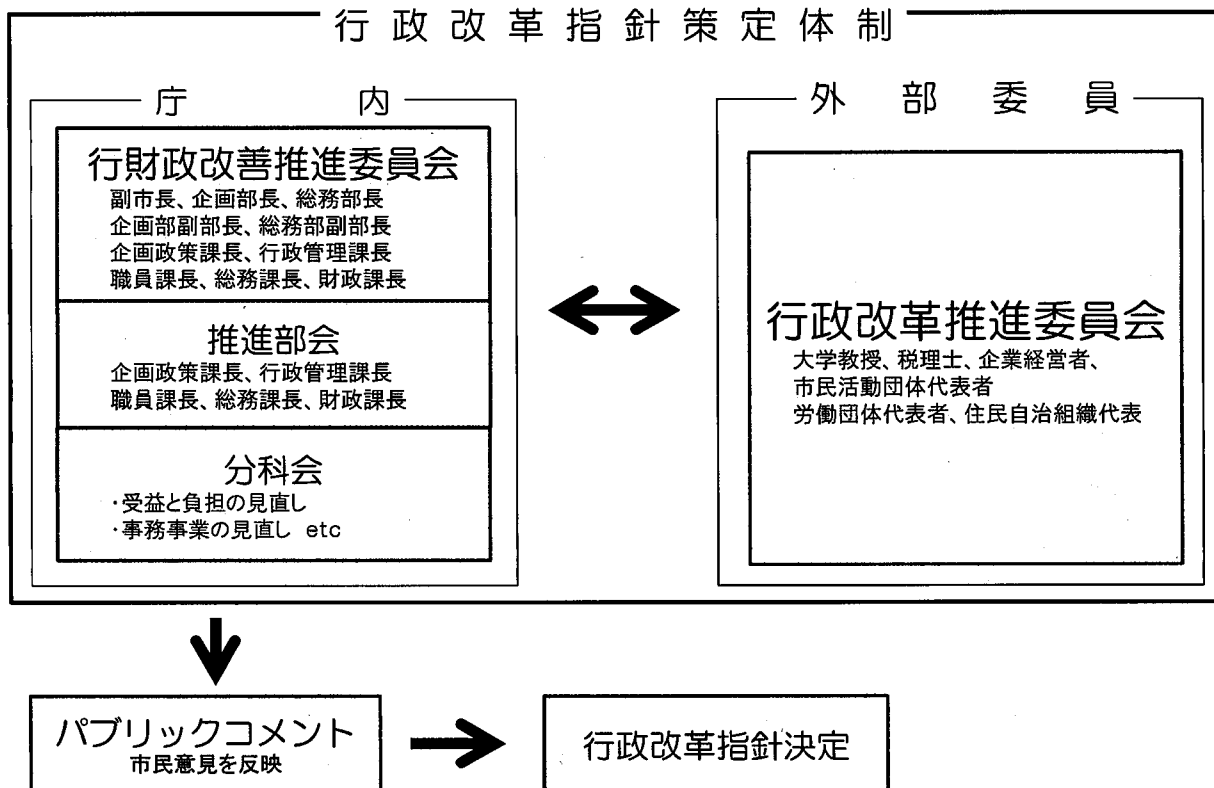 行政改革指針策定体制
庁内
行財政改善推進委員会
副市長、企画部長、総務部長
企画部副部長、総務部副部長
企画政策課長、行政管理課長
職員課長、総務課長、財政課長
推進部会
企画政策課長、行政管理課長
職員課長、総務課長、財政課長
分科会
・受益と負担の見直し
・事務事業の見直し etc
外部委員
行政改革推進委員会
大学教授、税理士、企業経営者、
市民活動団体代表者
労働団体代表者、住民自治組織代表
パブリックコメント
市民意見を反映
行政改革指針決定